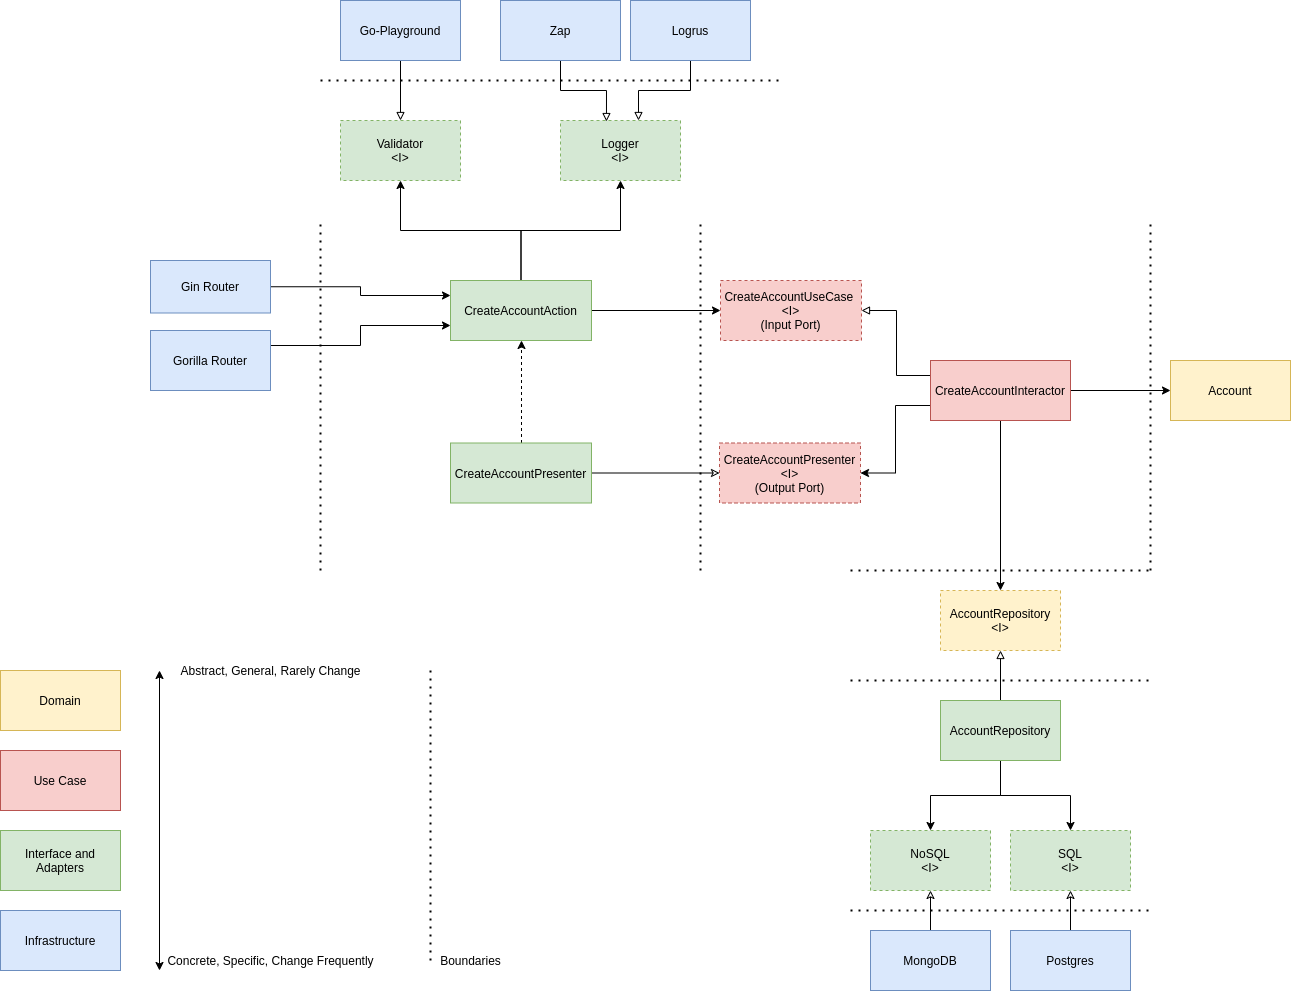 Go-Playground
Zap
Logrus
Validator
<I>
Logger
<I>
Gin Router
Gorilla Router
CreateAccountAction
CreateAccountUseCase
<I>
(Input Port)
CreateAccountInteractor
Account
CreateAccountPresenter
CreateAccountPresenter
<I>
(Output Port)
AccountRepository
<I>
AccountRepository
NoSQL
<I>
SQL
<I>
MongoDB
Postgres
Domain
Use Case
Interface and
Adapters
Infrastructure
Abstract, General, Rarely Change
Concrete, Specific, Change Frequently
Boundaries